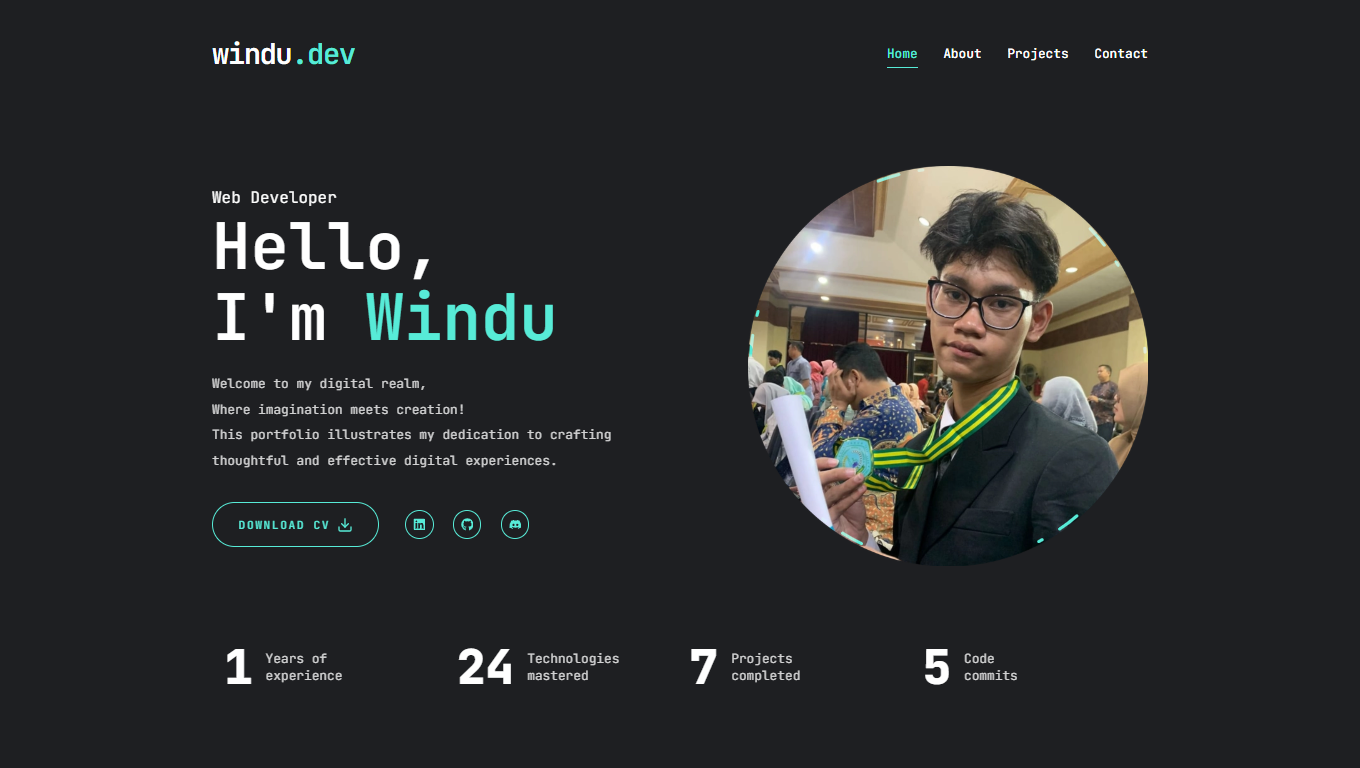 windu.dev
Home About Projects Contact
Web Developer
Hello,
I'm Windu
Welcome to my digital realm,
Where imagination meets creation!
This portfolio illustrates my dedication to crafting
thoughtful and effective digital experiences.
DOWNLOAD CV
1 Years of
experience
24 Technologies
mastered
7 Projects
completed
5 Code
commits